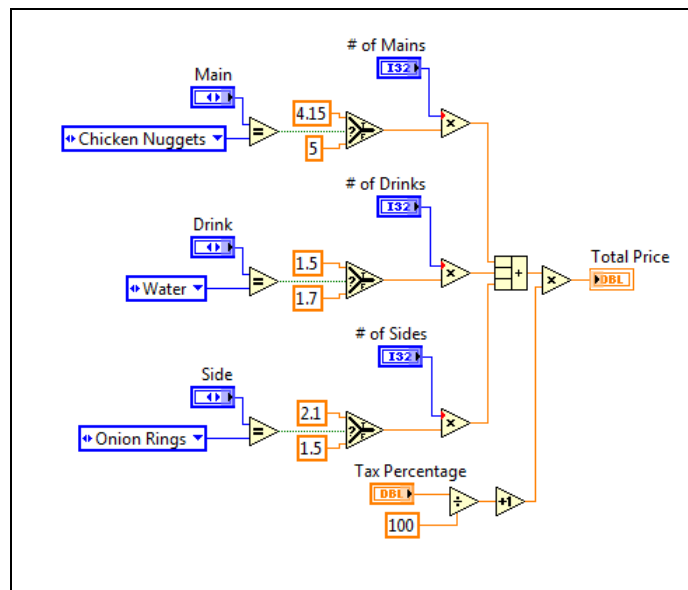 # of Mains
I32
Main
4.15
Chicken Nuggets
=
?
T
F
×
5
# of Drinks
I32
Drink
1.5
Water
=
?
T
F
×
+
×
Total Price
DBL
1.7
# of Sides
I32
Side
2.1
Onion Rings
=
?
T
F
×
1.5
Tax Percentage
DBL
÷
+1
100